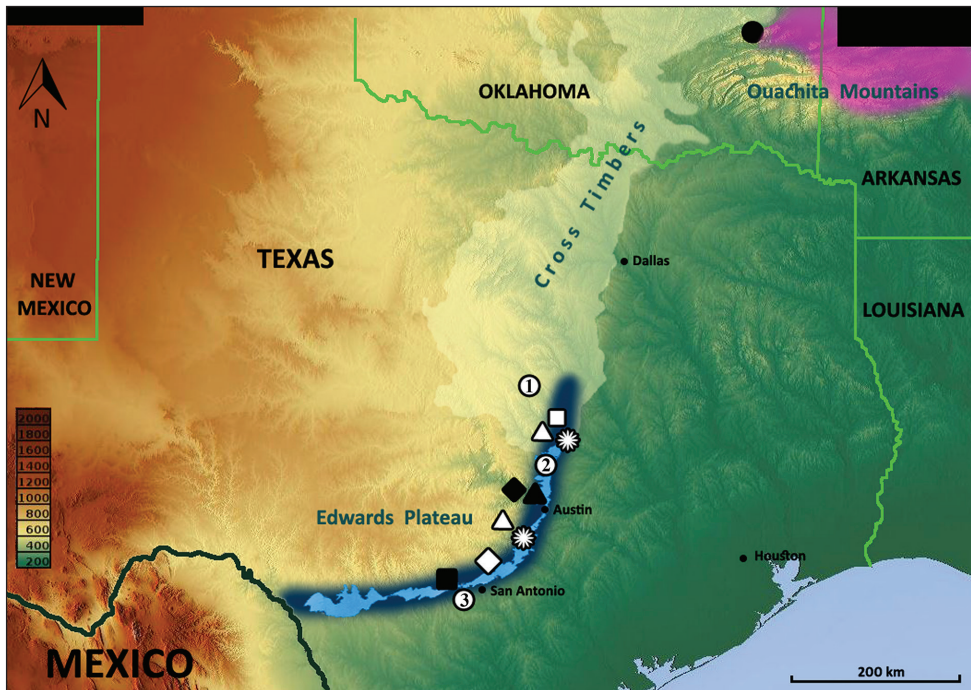 N
OKLAHOMA
Ouachita Mountains
Cross Timbers
ARKANSAS
TEXAS
Dallas
NEW
MEXICO
LOUISIANA
1
2000
1800
1600
1400
1200
1000
800
600
400
200
2
Edwards Plateau
Austin
Houston
San Antonio
3
MEXICO
200 km